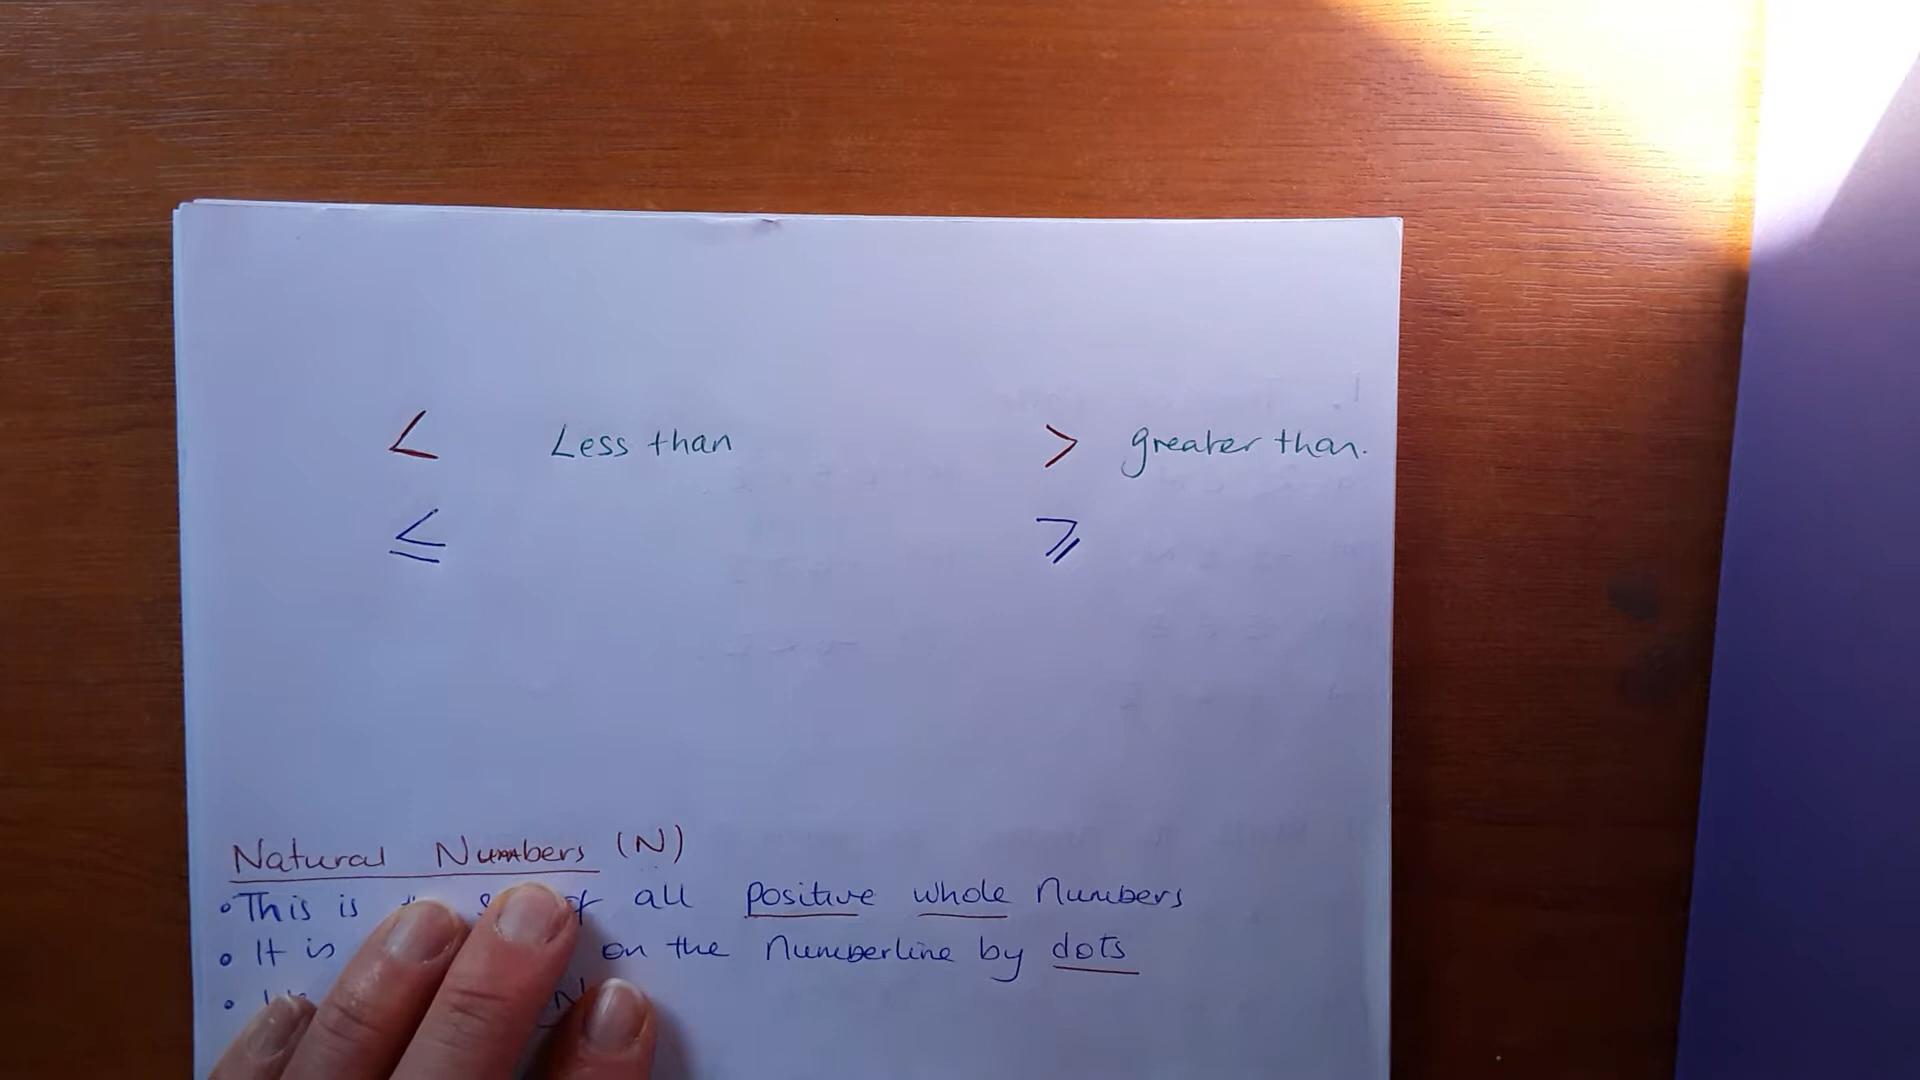 < Less than > greater than.
≤ ≥
Natural Numbers (N)
• This is of all positive whole Numbers
• It is on the Numberline by dots
•